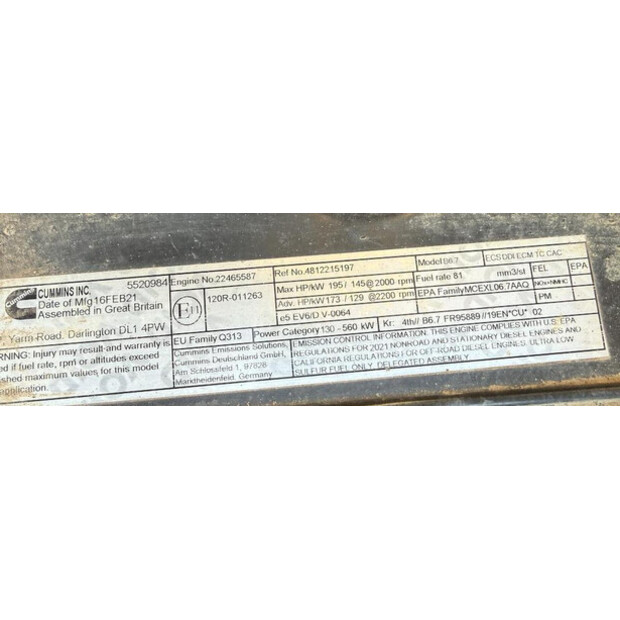 CUMMINS INC. 5520984
Date of Mfg16FEB21
Assembled in Great Britain
Yarm Road. Darlington DL1 4PW
ARNING: Injury may result and warranty
d if fuel rate, rpm or altitudes exceed
shed maximum values for this model
application.
Engine No.22465587
120R-011263
EU Family Q313
Cummins Emissions Solutions
Cummins Deutschland GmbH,
Am Schlossfeld 1, 97828
Marktheidenfeld. Germany
Ref No.4812215197
Max HP/kW 195 / 145@2000 rpm
Adv. HP/kW173 / 129 @2200 rpm
e5 EV6/D V-0064
Power Category 130 - 560 kW
Model B6.7 ECS DDI ECM TC CAC
Fuel rate 81 mm3/st FEL EPA
EPA FamilyMCEXL06.7AAQ NOx+NMHC
PM
Kr: 4th// B6.7 FR95889 //19EN*CU* 02
EMISSION CONTROL INFORMATION. THIS ENGINE COMPLIES WITH U.S.EPA
REGULATIONS FOR 2021 NONROAD AND STATIONARY DIESEL ENGINES.
CALIFORNIA REGULATIONS FOR OFF-ROAD DIESEL ENGINES. ULTRA LOW
SULFUR FUEL ONLY. DELEGATED ASSEMBLY.